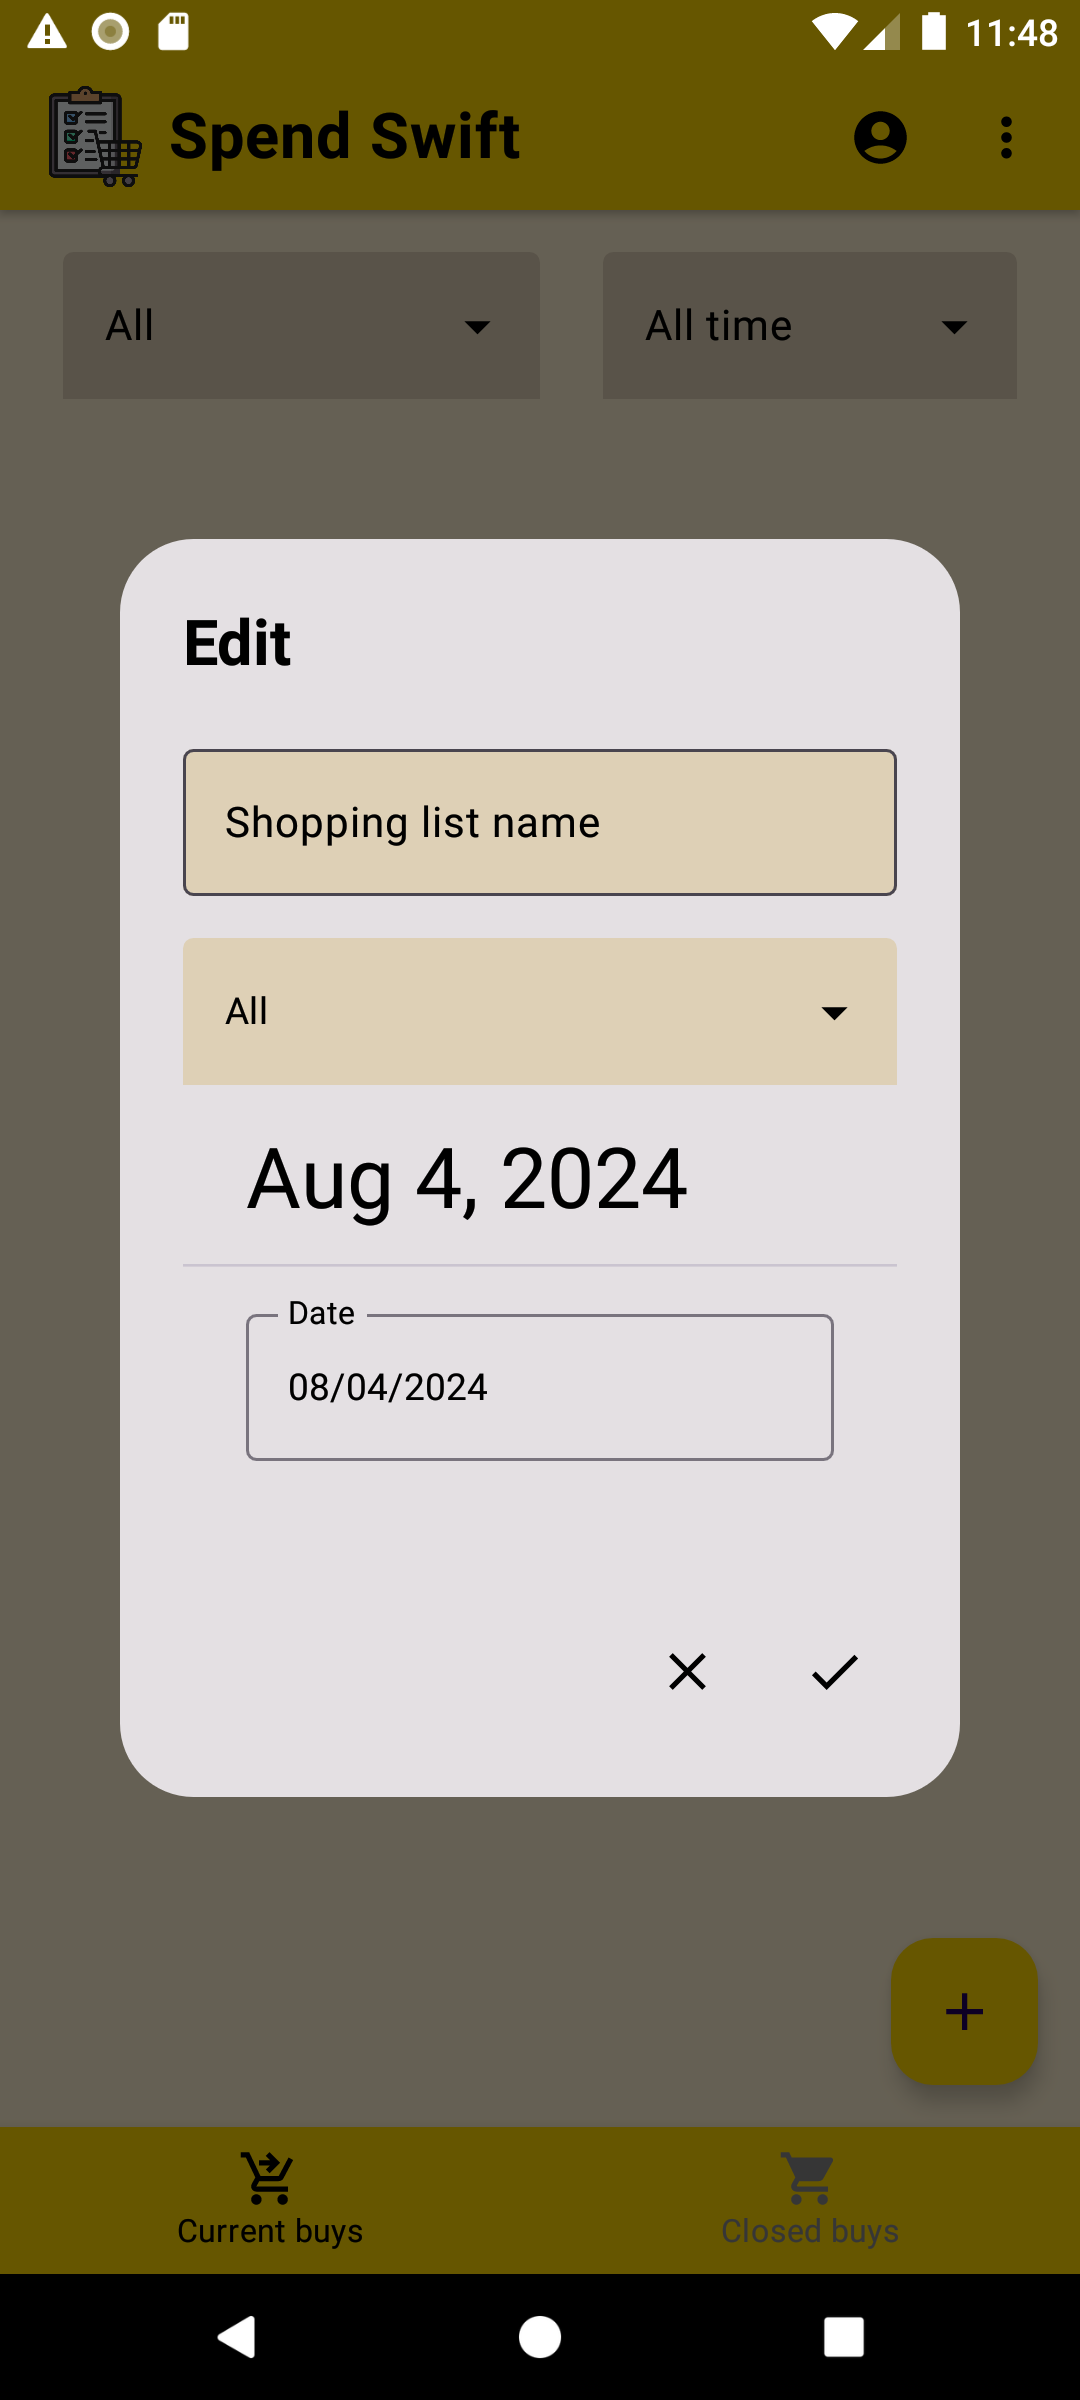 11:48
Spend Swift
All
All time
Edit
Shopping list name
All
Aug 4, 2024
Date
08/04/2024
Current buys
Closed buys